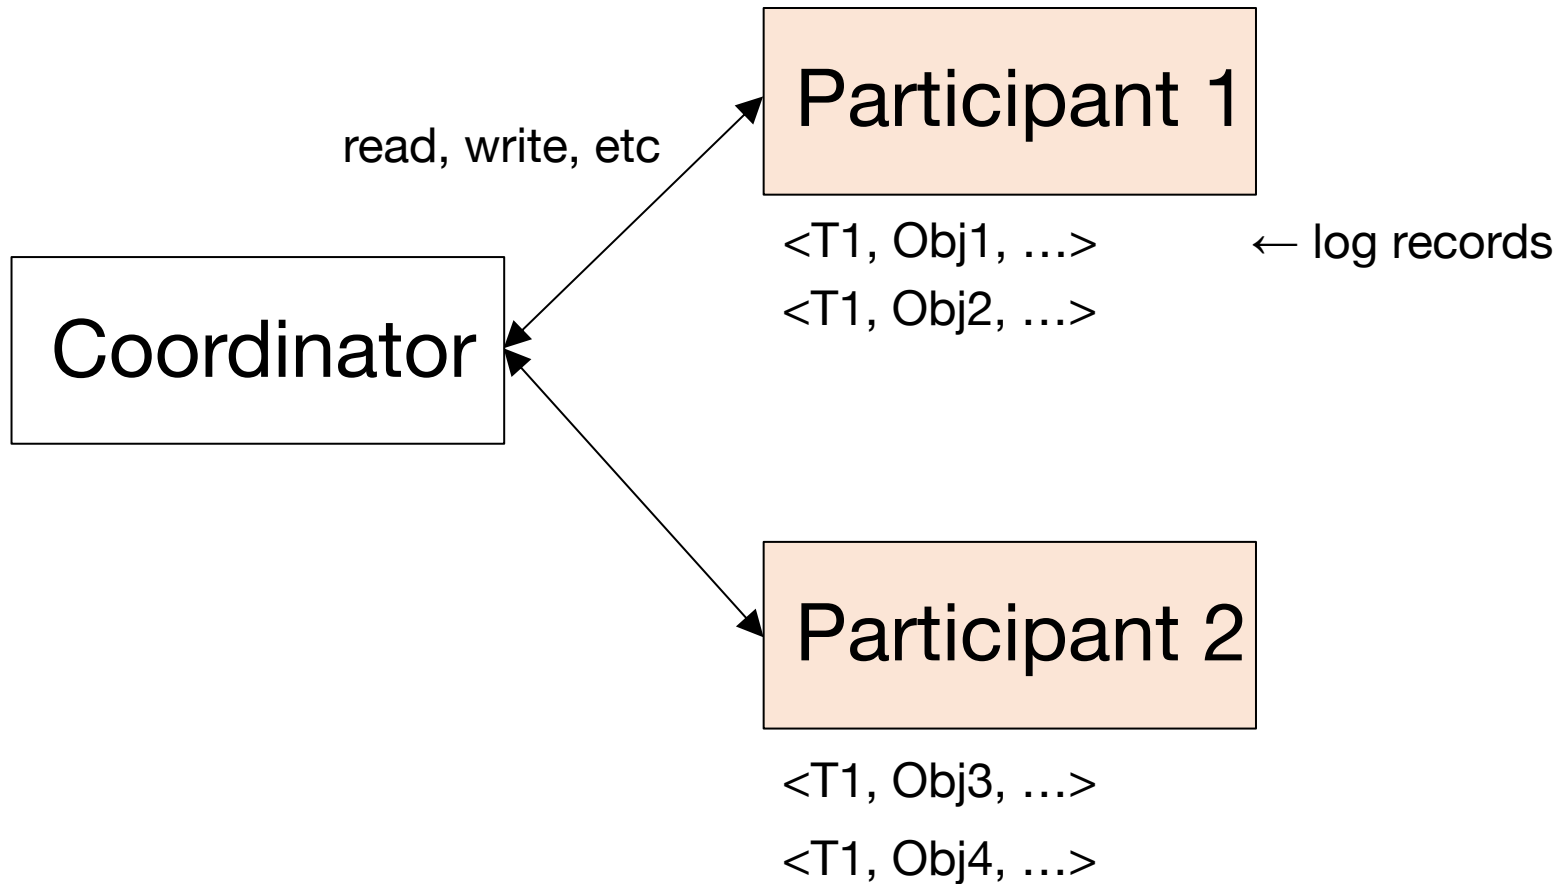 Participant 1
read, write, etc
<T1, Obj1, …>
← log records
<T1, Obj2, …>
Coordinator
Participant 2
<T1, Obj3, …>
<T1, Obj4, …>